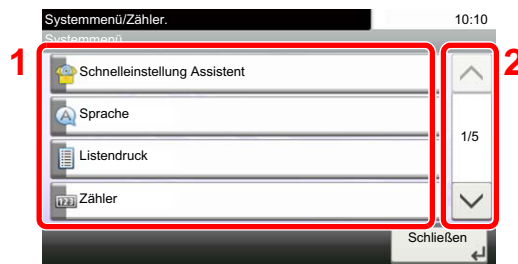 Systemmenü/Zähler. 10:10
Systemmenü
1 2
Schnelleinstellung Assistent
Sprache
1/5
Listendruck
Zähler
Schließen